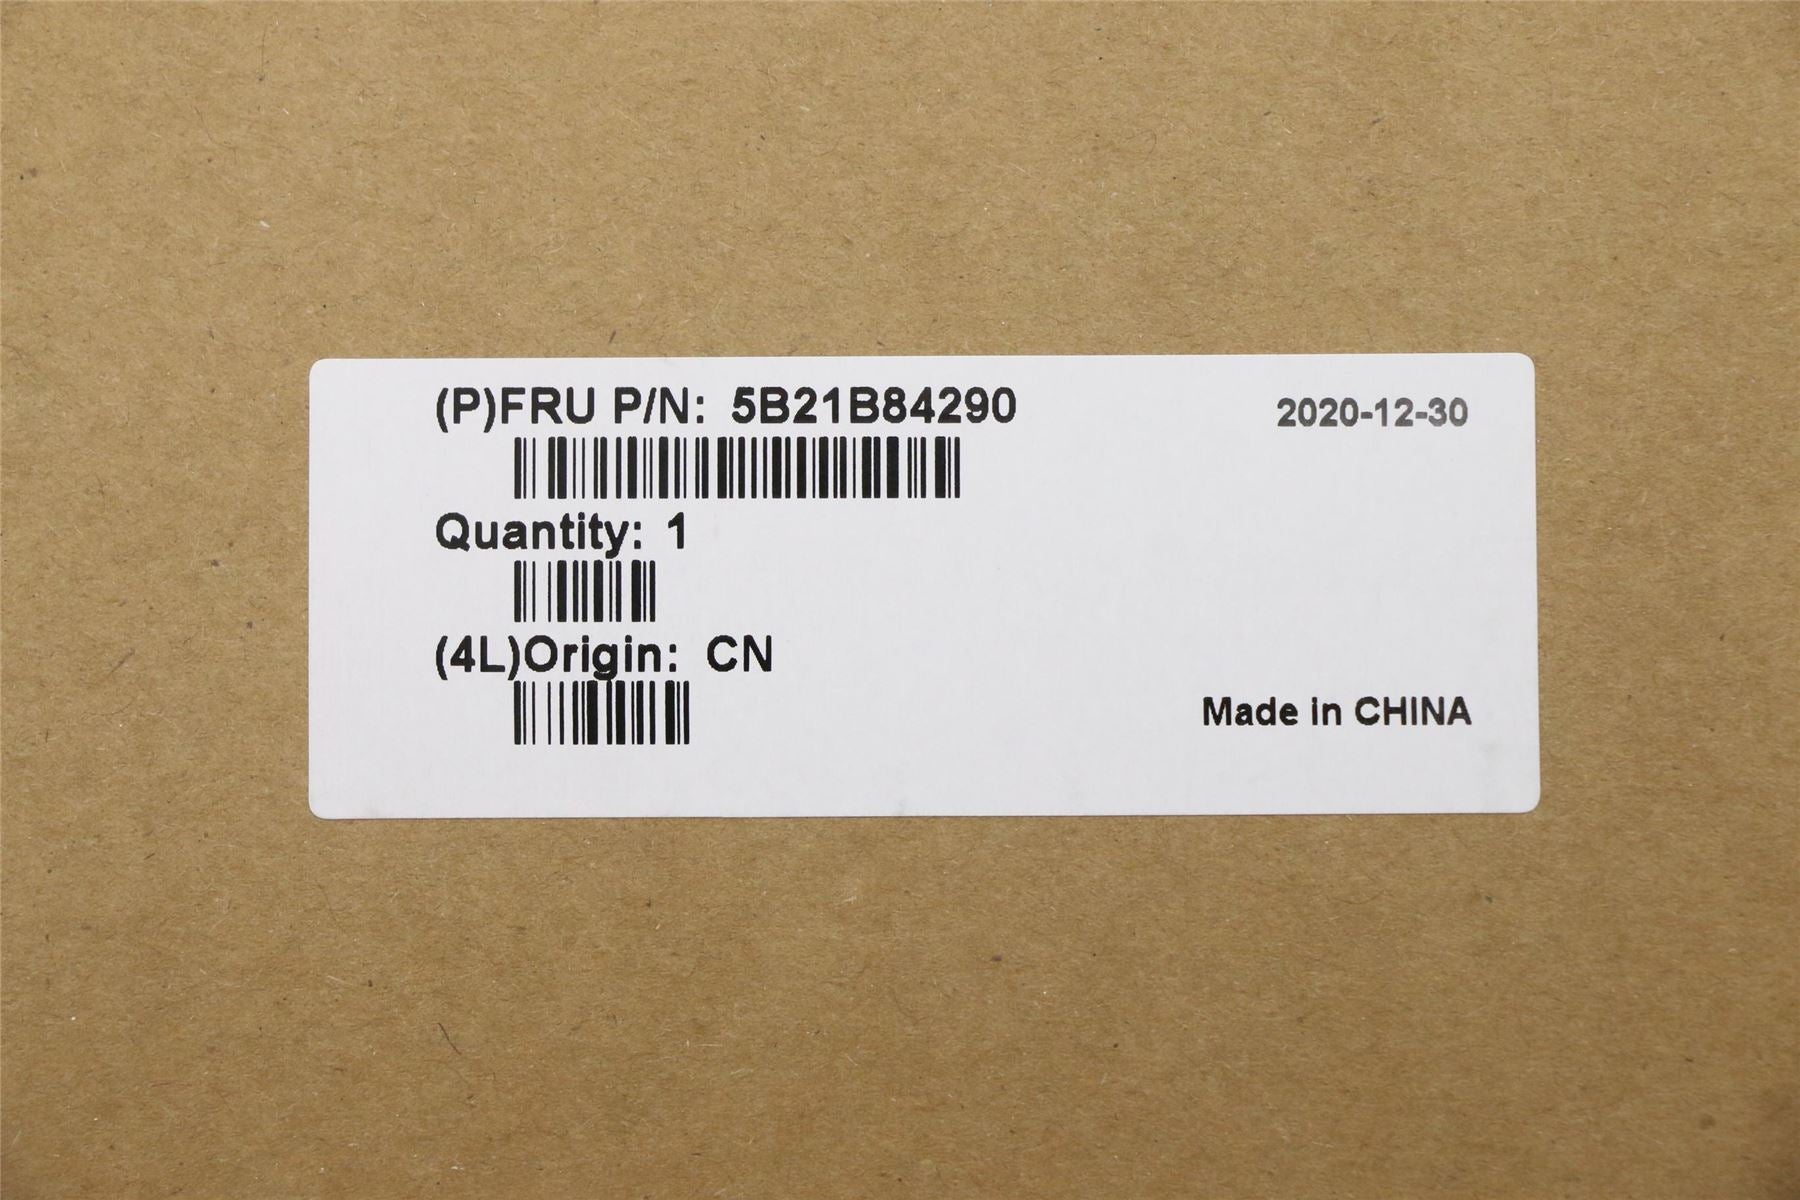 (P)FRU P/N: 5B21B84290
2020-12-30
Quantity: 1
(4L)Origin: CN
Made in CHINA